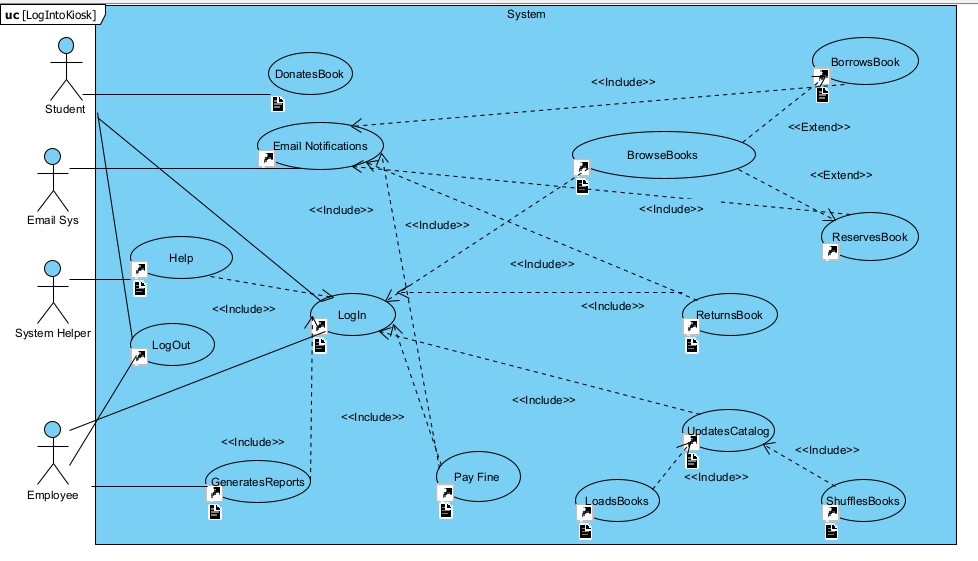 uc [LogIntoKiosk]
System
Student
DonatesBook
<<Include>>
BorrowsBook
<<Extend>>
Email Notifications
BrowseBooks
<<Extend>>
Email Sys
<<Include>>
<<Include>>
<<Include>>
ReservesBook
Help
<<Include>>
System Helper
<<Include>>
LogIn
<<Include>>
ReturnsBook
LogOut
<<Include>>
<<Include>>
UpdatesCatalog
<<Include>>
<<Include>>
Employee
GeneratesReports
Pay Fine
<<Include>>
LoadsBooks
ShufflesBooks